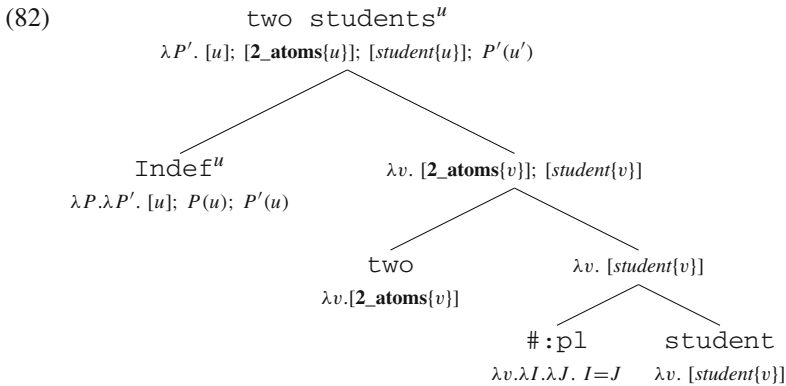 (82) two students^u
λP′. [u]; [2_atoms{u}]; [student{u}]; P′(u′)
Indef^u λv. [2_atoms{v}]; [student{v}]
λP.λP′. [u]; P(u); P′(u)
two λv. [student{v}]
λv.[2_atoms{v}]
#:pl student
λv.λI.λJ. I=J λv. [student{v}]